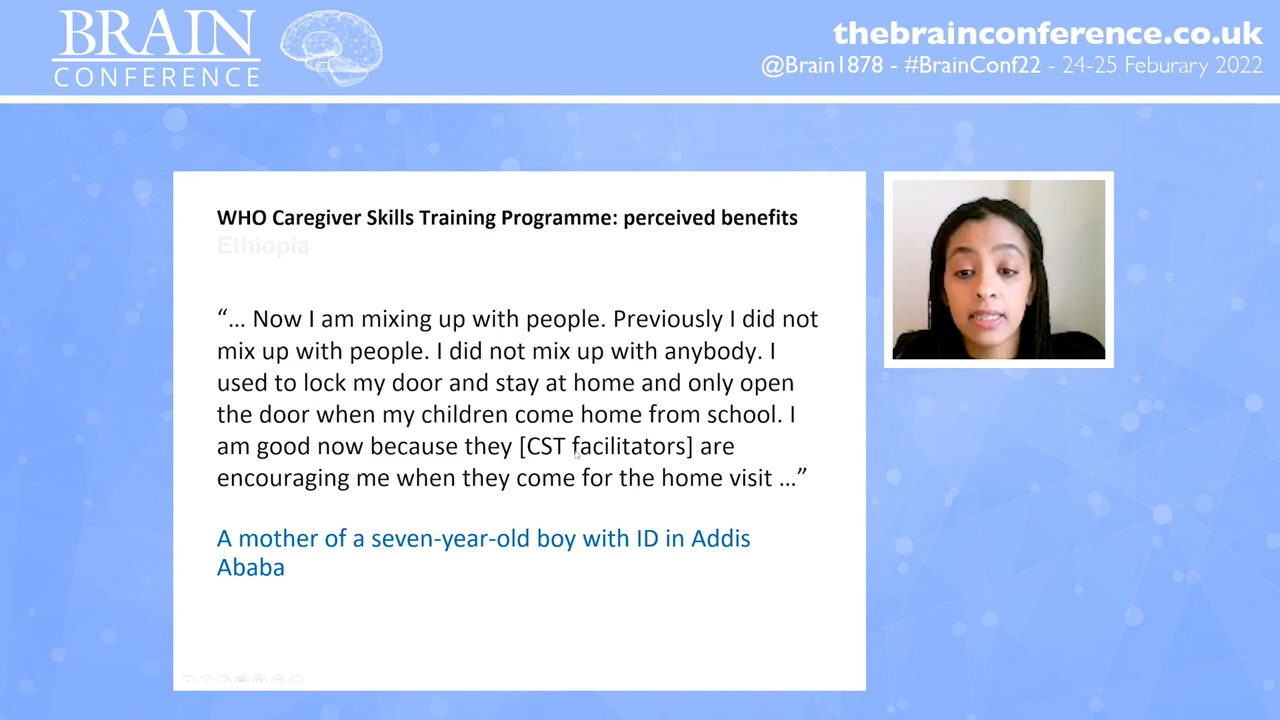 BRAIN
CONFERENCE
thebrainconference.co.uk
@Brain1878 - #BrainConf22 - 24-25 Feburary 2022
WHO Caregiver Skills Training Programme: perceived benefits
Ethiopia
“… Now I am mixing up with people. Previously I did not
mix up with people. I did not mix up with anybody. I
used to lock my door and stay at home and only open
the door when my children come home from school. I
am good now because they [CST facilitators] are
encouraging me when they come for the home visit …”
A mother of a seven-year-old boy with ID in Addis
Ababa